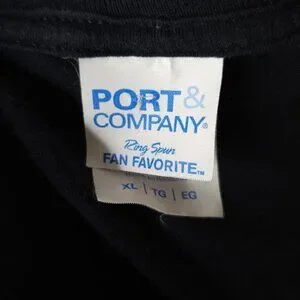 PORT &
COMPANY®
Ring Spun
FAN FAVORITE™
XL | TG | EG